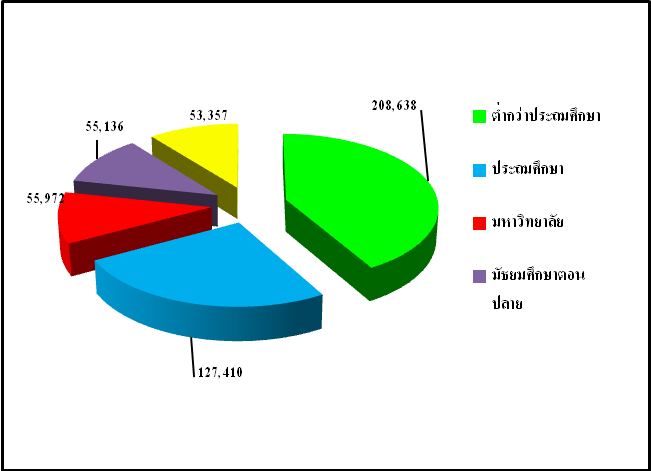 53,357
208,638
55,136
55,972
127,410
ต่ำกว่าประถมศึกษา
ประถมศึกษา
มหาวิทยาลัย
มัธยมศึกษาตอน
ปลาย